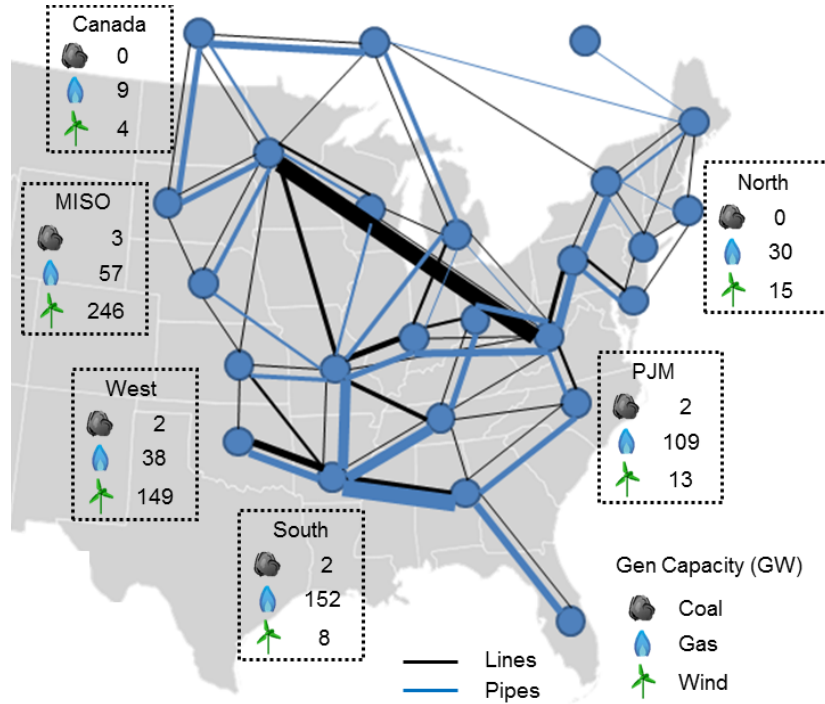 Canada
0
9
4
MISO
3
57
246
West
2
38
149
South
2
152
8
North
0
30
15
PJM
2
109
13
Gen Capacity (GW)
Coal
Gas
Wind
Lines
Pipes